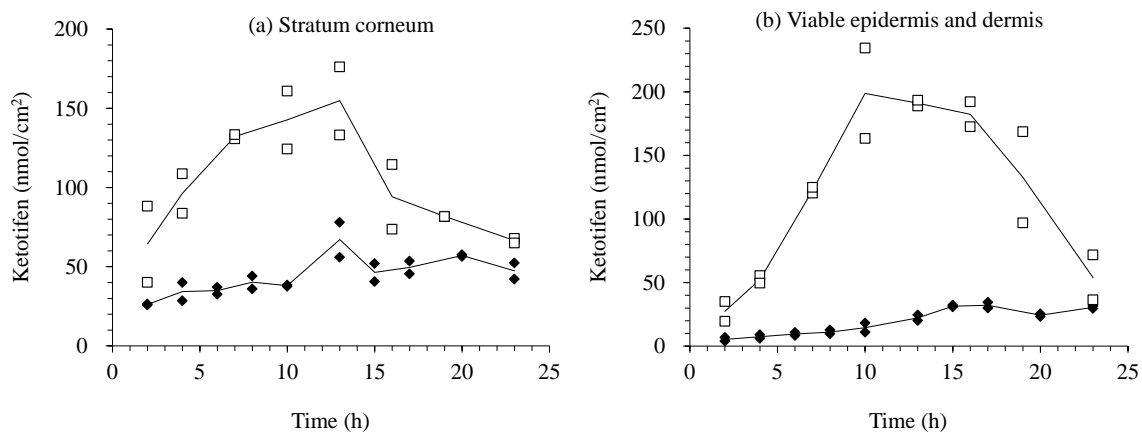 (a) Stratum corneum
200
150
100
50
0
Ketotifen (nmol/cm²)
0 5 10 15 20 25
Time (h)
(b) Viable epidermis and dermis
250
200
150
100
50
0
Ketotifen (nmol/cm²)
0 5 10 15 20 25
Time (h)